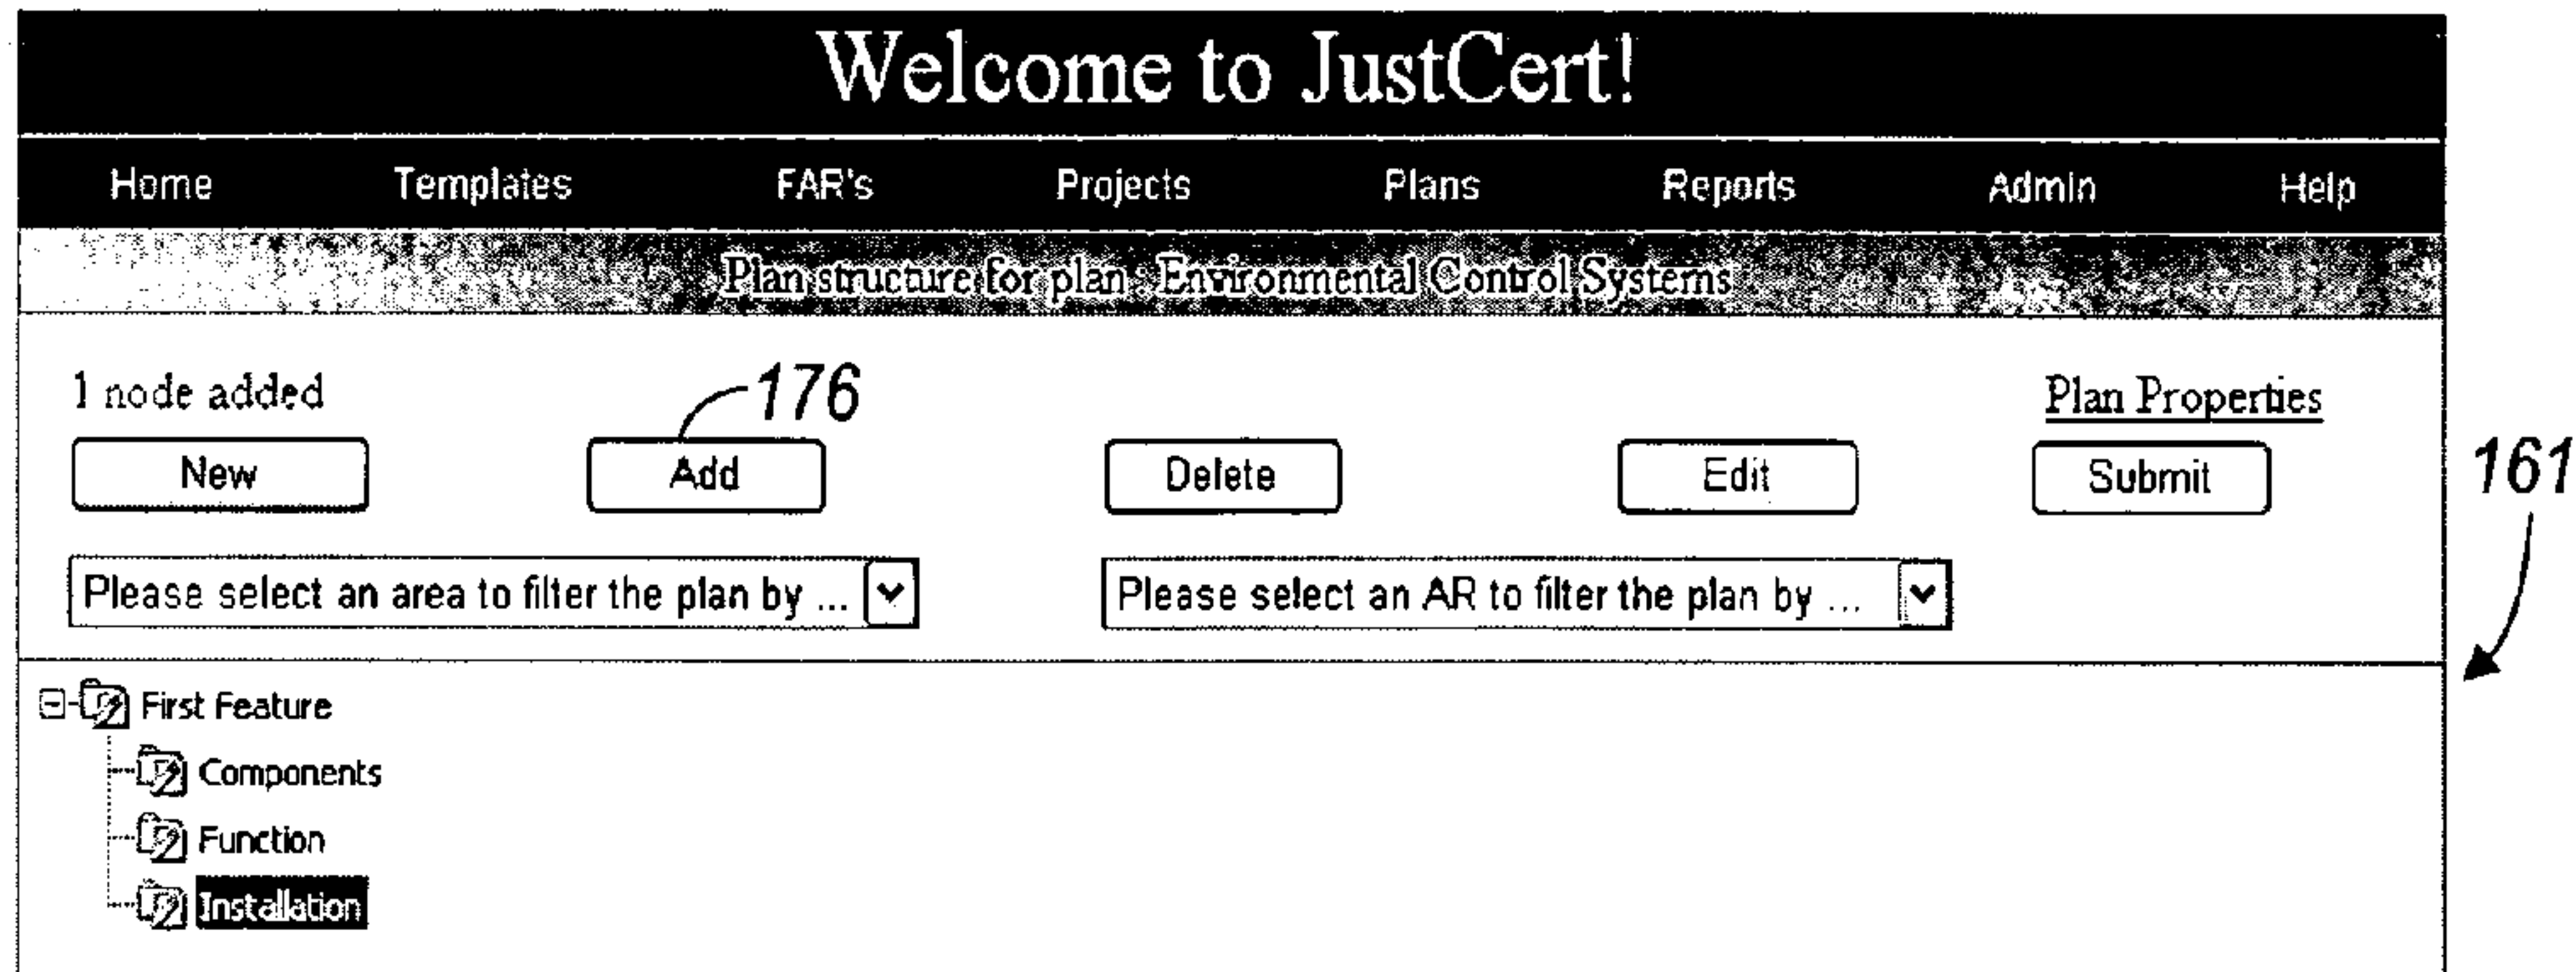 Welcome to JustCert!
Home Templates FAR's Projects Plans Reports Admin Help
Plan structure for plan : Environmental Control Systems
1 node added 176 Plan Properties
New Add Delete Edit Submit 161
Please select an area to filter the plan by ... Please select an AR to filter the plan by ...
First Feature
Components
Function
Installation